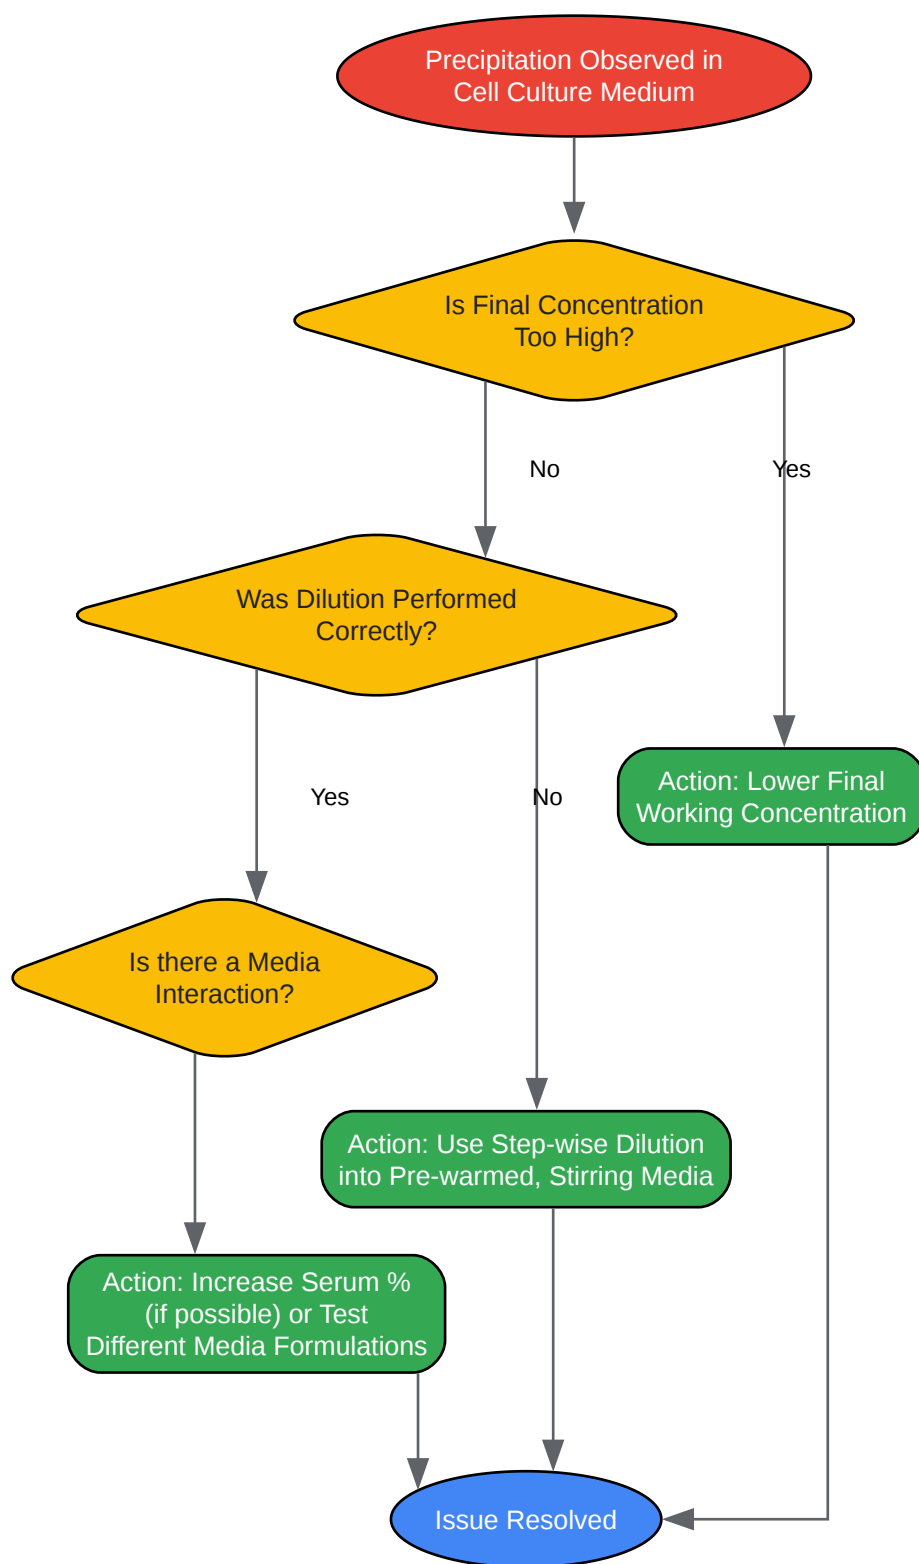 Precipitation Observed in
Cell Culture Medium
Is Final Concentration
Too High?
No
Yes
Was Dilution Performed
Correctly?
Action: Lower Final
Working Concentration
Yes
No
Is there a Media
Interaction?
Action: Use Step-wise Dilution
into Pre-warmed, Stirring Media
Action: Increase Serum %
(if possible) or Test
Different Media Formulations
Issue Resolved